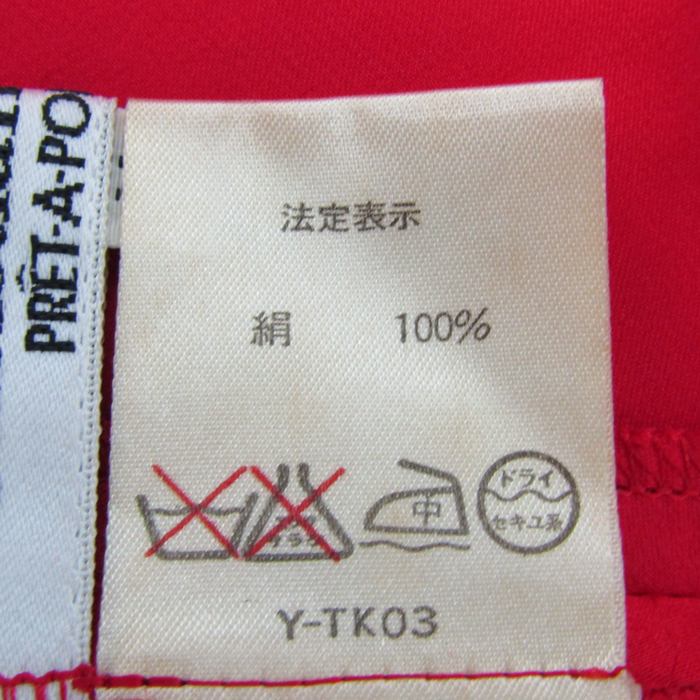 PRÊT-A-PO
法定表示
絹 100%
中
ドライ
セキユ系
Y-TK03